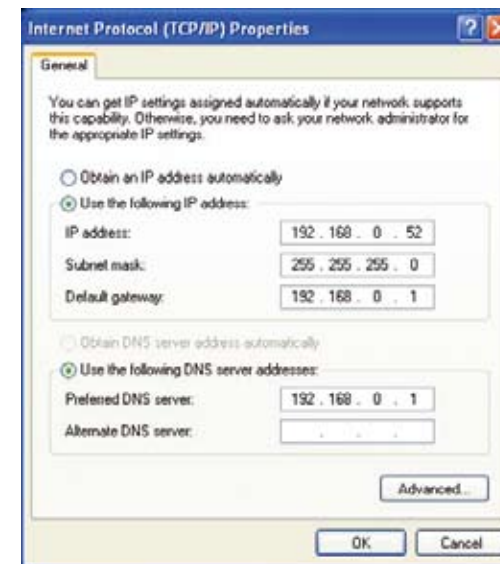 Internet Protocol (TCP/IP) Properties
General
You can get IP settings assigned automatically if your network supports
this capability. Otherwise, you need to ask your network administrator for
the appropriate IP settings.
Obtain an IP address automatically
Use the following IP address:
IP address: 192 . 168 . 0 . 52
Subnet mask: 255 . 255 . 255 . 0
Default gateway: 192 . 168 . 0 . 1
Obtain DNS server address automatically
Use the following DNS server addresses:
Preferred DNS server: 192 . 168 . 0 . 1
Alternate DNS server: . . .
Advanced...
OK Cancel